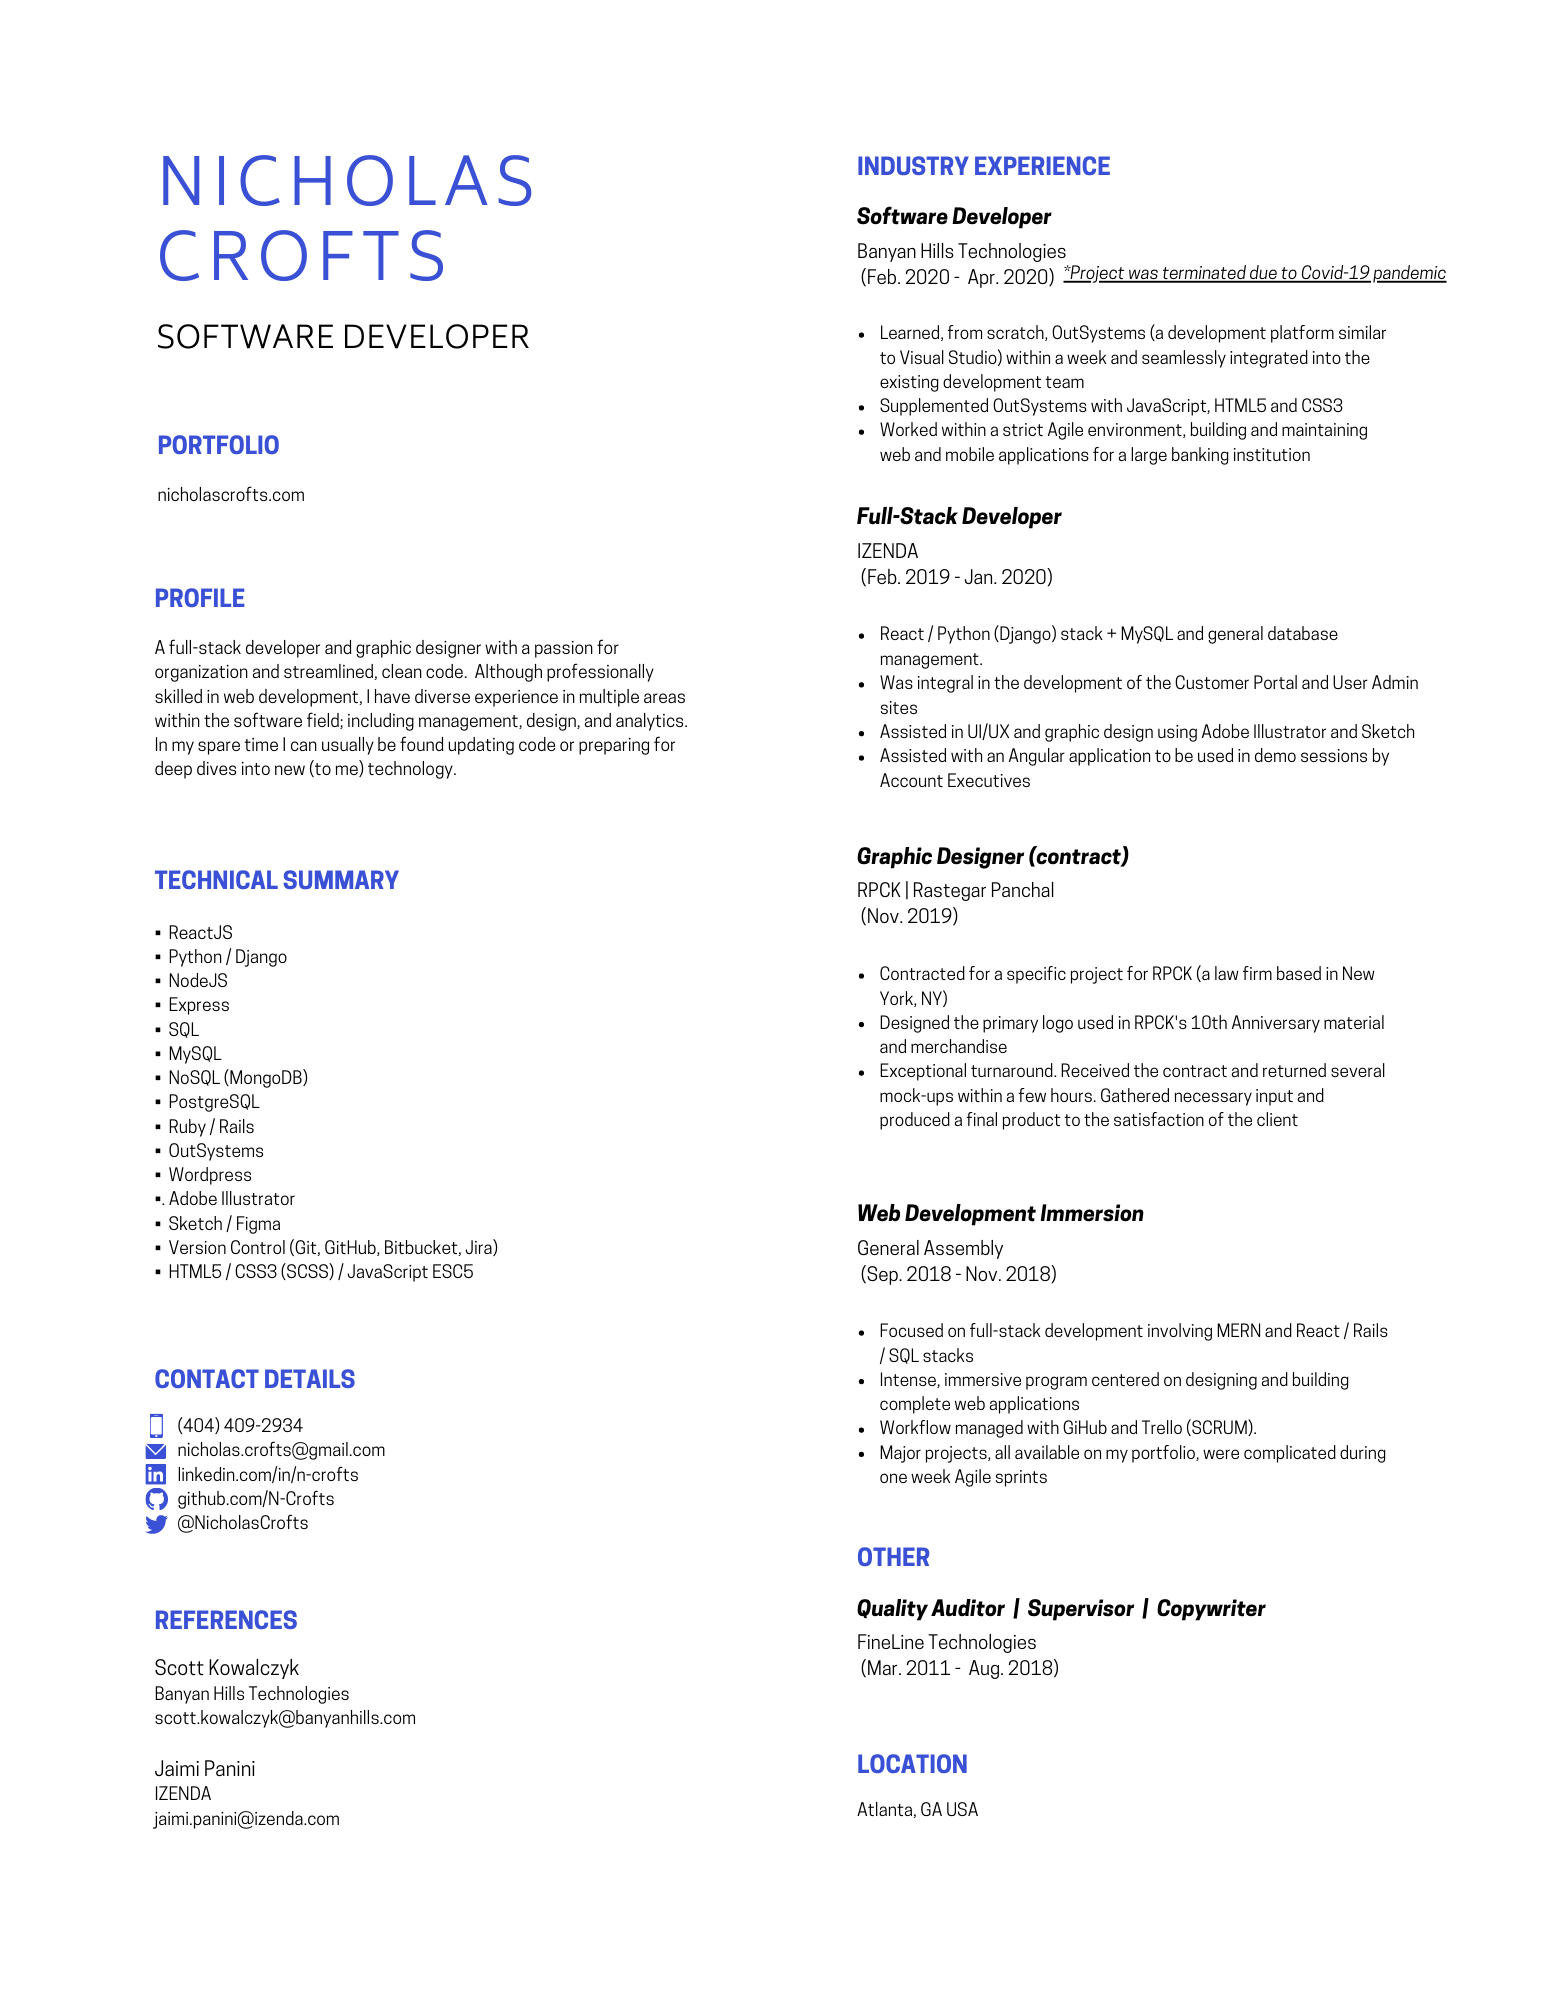 NICHOLAS
CROFTS
SOFTWARE DEVELOPER
PORTFOLIO
nicholascrofts.com
PROFILE
A full-stack developer and graphic designer with a passion for
organization and streamlined, clean code.  Although professionally
skilled in web development, I have diverse experience in multiple areas
within the software field; including management, design, and analytics.
In my spare time I can usually be found updating code or preparing for
deep dives into new (to me) technology.
TECHNICAL SUMMARY
▪ ReactJS
▪ Python / Django
▪ NodeJS
▪ Express
▪ SQL
▪ MySQL
▪ NoSQL (MongoDB)
▪ PostgreSQL
▪ Ruby / Rails
▪ OutSystems
▪ Wordpress
▪. Adobe Illustrator
▪ Sketch / Figma
▪ Version Control (Git, GitHub, Bitbucket, Jira)
▪ HTML5 / CSS3 (SCSS) / JavaScript ESC5
CONTACT DETAILS
(404) 409-2934
nicholas.crofts@gmail.com
linkedin.com/in/n-crofts
github.com/N-Crofts
@NicholasCrofts
REFERENCES
Scott Kowalczyk
Banyan Hills Technologies
scott.kowalczyk@banyanhills.com
Jaimi Panini
IZENDA
jaimi.panini@izenda.com
INDUSTRY EXPERIENCE
Software Developer
Banyan Hills Technologies
(Feb. 2020 -  Apr. 2020) *Project was terminated due to Covid-19 pandemic
• Learned, from scratch, OutSystems (a development platform similar
to Visual Studio) within a week and seamlessly integrated into the
existing development team
• Supplemented OutSystems with JavaScript, HTML5 and CSS3
• Worked within a strict Agile environment, building and maintaining
web and mobile applications for a large banking institution
Full-Stack Developer
IZENDA
(Feb. 2019 - Jan. 2020)
• React / Python (Django) stack + MySQL and general database
management.
• Was integral in the development of the Customer Portal and User Admin
sites
• Assisted in UI/UX and graphic design using Adobe Illustrator and Sketch
• Assisted with an Angular application to be used in demo sessions by
Account Executives
Graphic Designer (contract)
RPCK | Rastegar Panchal
(Nov. 2019)
• Contracted for a specific project for RPCK (a law firm based in New
York, NY)
• Designed the primary logo used in RPCK's 10th Anniversary material
and merchandise
• Exceptional turnaround. Received the contract and returned several
mock-ups within a few hours. Gathered necessary input and
produced a final product to the satisfaction of the client
Web Development Immersion
General Assembly
(Sep. 2018 - Nov. 2018)
• Focused on full-stack development involving MERN and React / Rails
/ SQL stacks
• Intense, immersive program centered on designing and building
complete web applications
• Workflow managed with GiHub and Trello (SCRUM).
• Major projects, all available on my portfolio, were complicated during
one week Agile sprints
OTHER
Quality Auditor | Supervisor | Copywriter
FineLine Technologies
(Mar. 2011 -  Aug. 2018)
LOCATION
Atlanta, GA USA